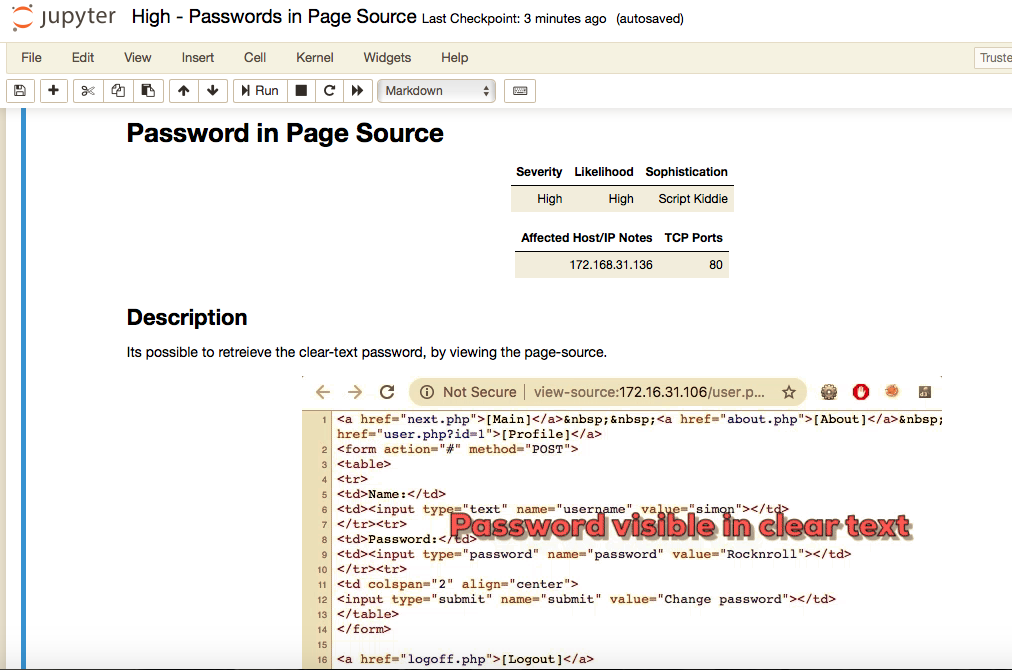 jupyter High - Passwords in Page Source Last Checkpoint: 3 minutes ago (autosaved)
File Edit View Insert Cell Kernel Widgets Help Truste
Run Markdown
Password in Page Source
Severity Likelihood Sophistication
High High Script Kiddie
Affected Host/IP Notes TCP Ports
172.168.31.136 80
Description
Its possible to retreieve the clear-text password, by viewing the page-source.
Not Secure | view-source:172.16.31.106/user.p...
1 <a href="next.php">[Main]</a>&nbsp;&nbsp;<a href="about.php">[About]</a>&nbsp;
href="user.php?id=1">[Profile]</a>
2 <form action="#" method="POST">
3 <table>
4 <tr>
5 <td>Name:</td>
6 <td><input type="text" name="username" value="simon"></td>
7 </tr><tr>
Password visible in clear text
8 <td>Password:</td>
9 <td><input type="password" name="password" value="Rocknroll"></td>
10 </tr><tr>
11 <td colspan="2" align="center">
12 <input type="submit" name="submit" value="Change password"></td>
13 </table>
14 </form>
15
16 <a href="logoff.php">[Logout]</a>